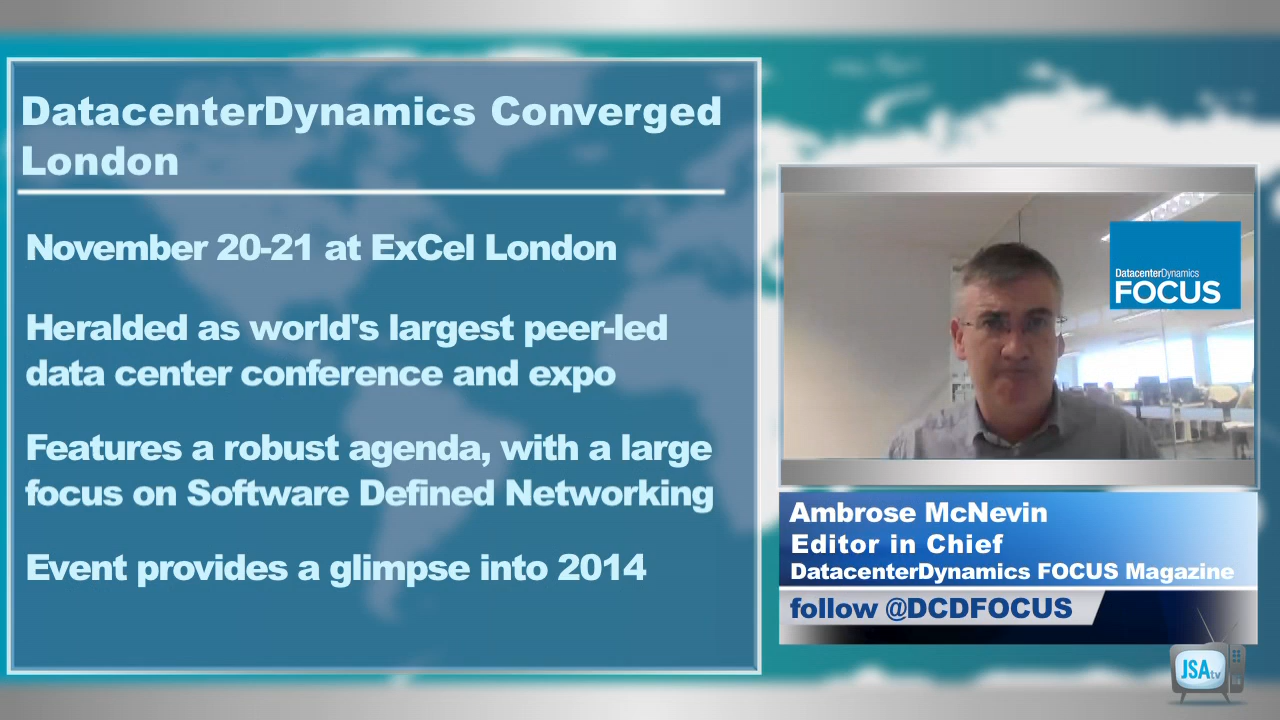 DatacenterDynamics Converged
London
November 20-21 at ExCel London
Heralded as world's largest peer-led
data center conference and expo
Features a robust agenda, with a large
focus on Software Defined Networking
Event provides a glimpse into 2014
DatacenterDynamics
FOCUS
Ambrose McNevin
Editor in Chief
DatacenterDynamics FOCUS Magazine
follow @DCDFOCUS
JSAtv